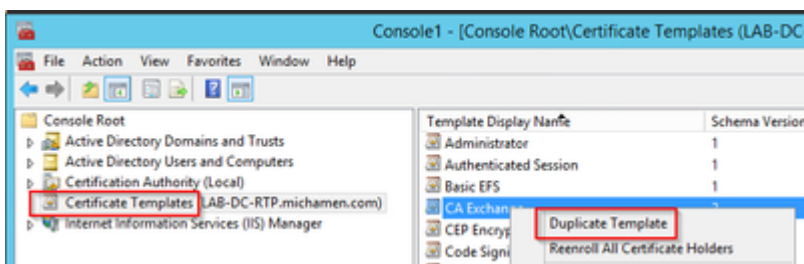 Console1 - [Console Root\Certificate Templates (LAB-DC
File Action View Favorites Window Help
Console Root
Active Directory Domains and Trusts
Active Directory Users and Computers
Certification Authority (Local)
Certificate Templates (LAB-DC-RTP.michamen.com)
Internet Information Services (IIS) Manager
Template Display Name Schema Version
Administrator 1
Authenticated Session 1
Basic EFS 1
CA Exchange 2
CEP Encryp
Code Signi
Duplicate Template
Reenroll All Certificate Holders